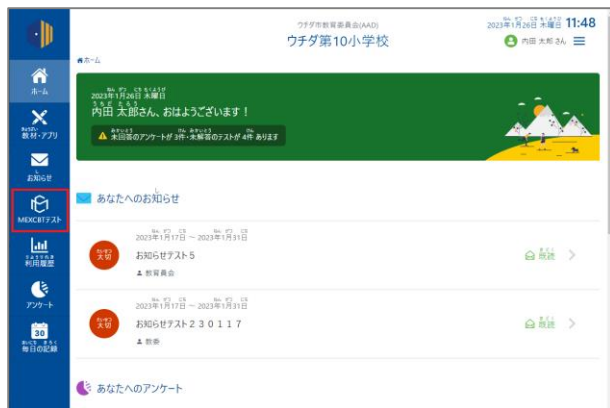 ウチダ市教育委員会(AAD)
ウチダ第10小学校
2023年1月26日 木曜日 11:48
内田 太郎 さん
ホーム
ホーム
教材・アプリ
お知らせ
MEXCBTテスト
利用履歴
アンケート
30
毎日の記録
2023年1月26日 木曜日
内田 太郎さん、おはようございます!
未回答のアンケートが 3件・未解答のテストが 4件 あります
あなたへのお知らせ
2023年1月17日 ~ 2023年1月31日
大切
お知らせテスト５
教育員会
既読
2023年1月17日 ~ 2023年1月31日
大切
お知らせテスト２３０１１７
教委
既読
あなたへのアンケート